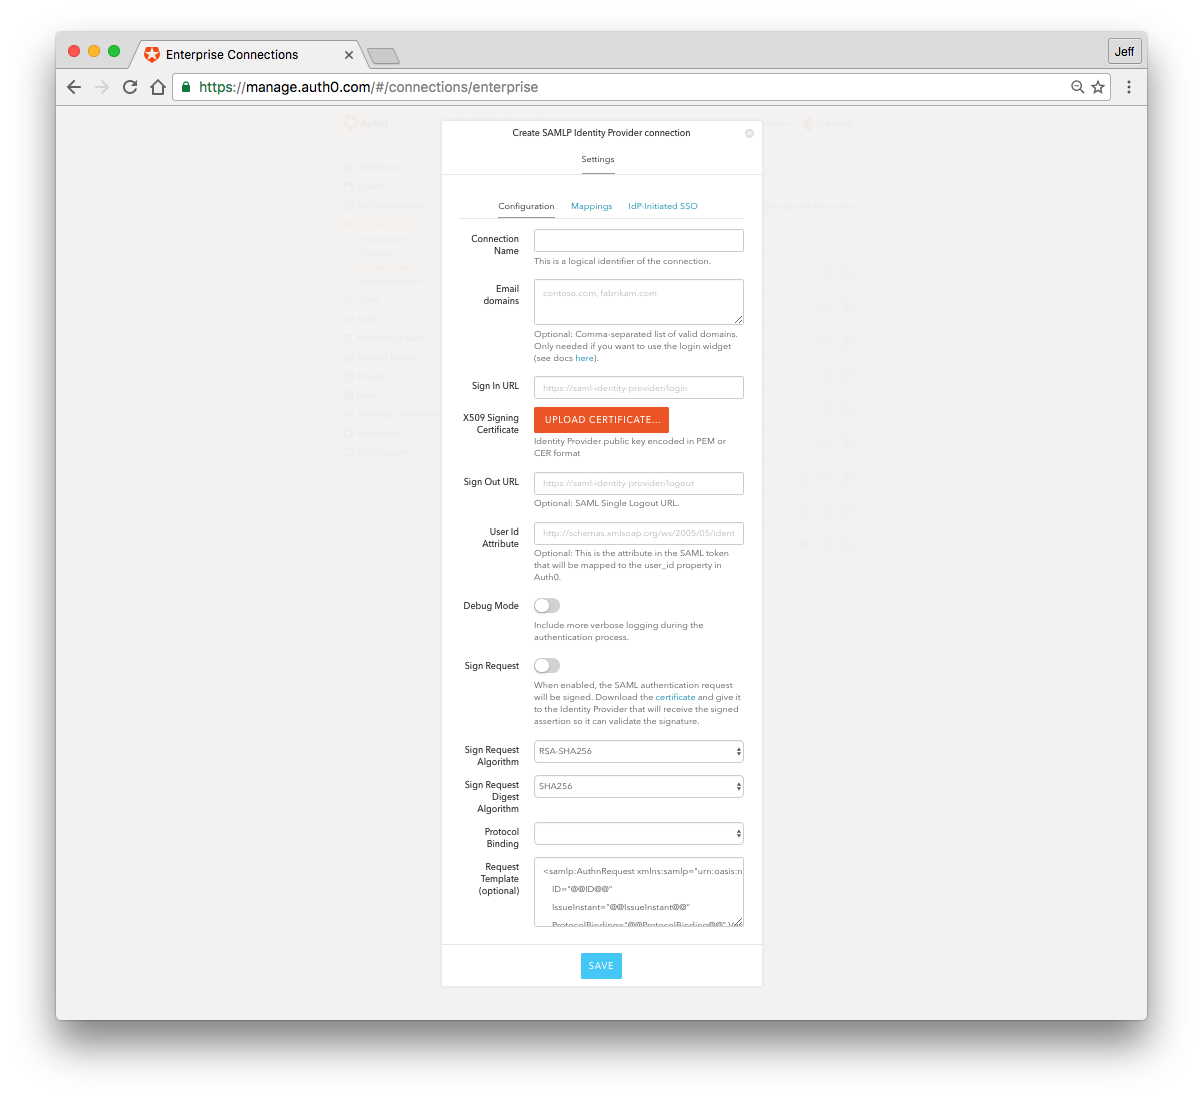 Enterprise Connections
Jeff
https://manage.auth0.com/#/connections/enterprise
Auth0
Create SAMLP Identity Provider connection
Settings
Configuration Mappings IdP-Initiated SSO
Connection
Name
This is a logical identifier of the connection.
Email
domains
contoso.com, fabrikam.com
Optional: Comma-separated list of valid domains.
Only needed if you want to use the login widget
(see docs here).
Sign In URL
https://saml-identity-provider/login
X509 Signing
Certificate
UPLOAD CERTIFICATE...
Identity Provider public key encoded in PEM or
CER format
Sign Out URL
https://saml-identity-provider/logout
Optional: SAML Single Logout URL.
User Id
Attribute
http://schemas.xmlsoap.org/ws/2005/05/ident
Optional: This is the attribute in the SAML token
that will be mapped to the user_id property in
Auth0.
Debug Mode
Include more verbose logging during the
authentication process.
Sign Request
When enabled, the SAML authentication request
will be signed. Download the certificate and give it
to the Identity Provider that will receive the signed
assertion so it can validate the signature.
Sign Request
Algorithm
RSA-SHA256
Sign Request
Digest
Algorithm
SHA256
Protocol
Binding
Request
Template
(optional)
<samlp:AuthnRequest xmlns:samlp="urn:oasis:n
ID="@@ID@@"
IssueInstant="@@IssueInstant@@"
ProtocolBinding="@@ProtocolBinding@@"
SAVE